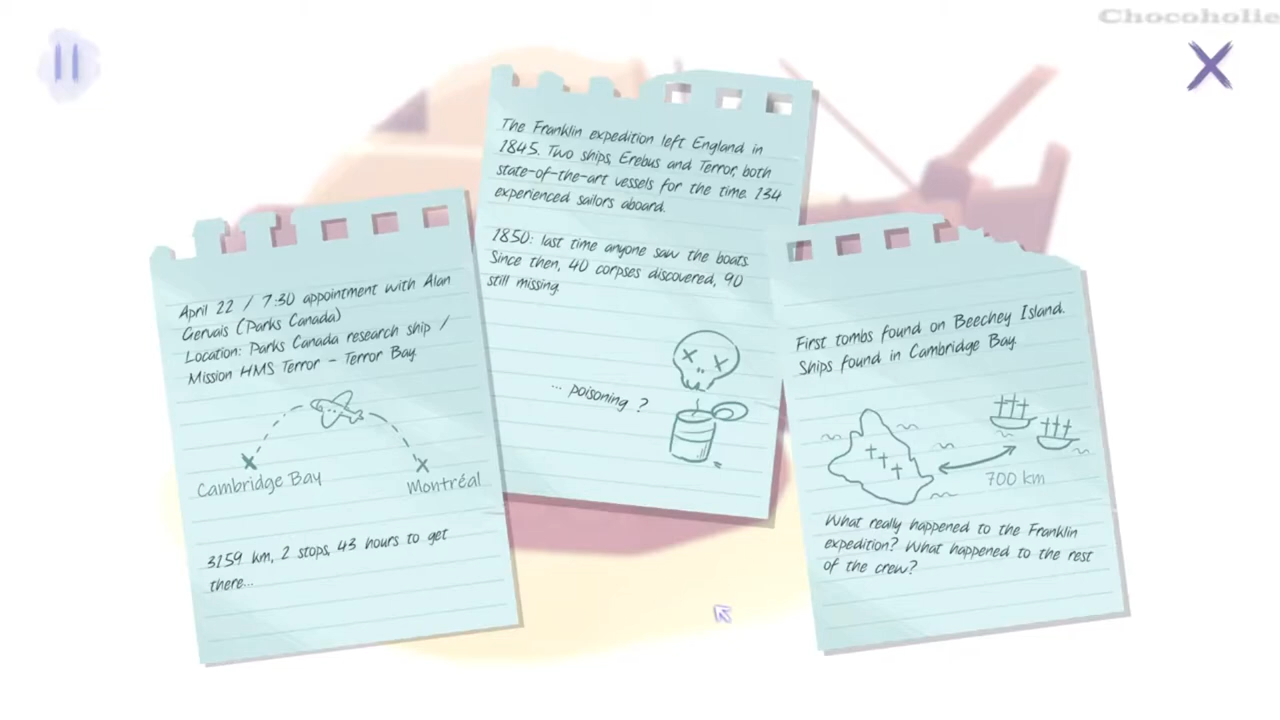 Chocoholic
April 22 / 7:30 appointment with Alan
Gervais (Parks Canada)
Location: Parks Canada research ship /
Mission HMS Terror - Terror Bay.
Cambridge Bay
Montréal
3159 km, 2 stops, 43 hours to get
there...
The Franklin expedition left England in
1845. Two ships, Erebus and Terror, both
state-of-the-art vessels for the time. 134
experienced sailors aboard.
1850: last time anyone saw the boats.
Since then, 40 corpses discovered, 90
still missing.
... poisoning ?
First tombs found on Beechey Island.
Ships found in Cambridge Bay.
700 km
What really happened to the Franklin
expedition? What happened to the rest
of the crew?